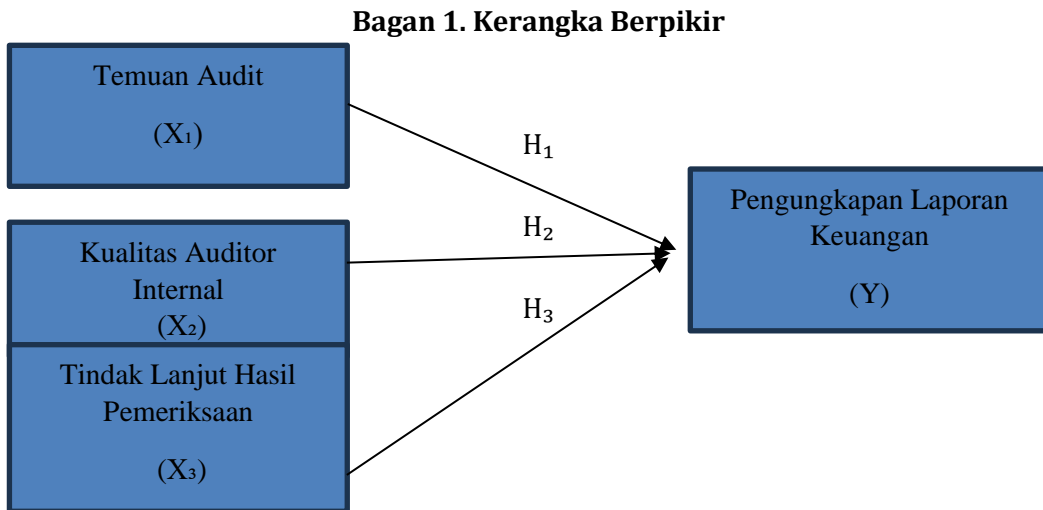 Bagan 1. Kerangka Berpikir
Temuan Audit
(X₁)
H₁
Pengungkapan Laporan
Keuangan
(Y)
Kualitas Auditor
Internal
(X₂)
H₂
Tindak Lanjut Hasil
Pemeriksaan
(X₃)
H₃